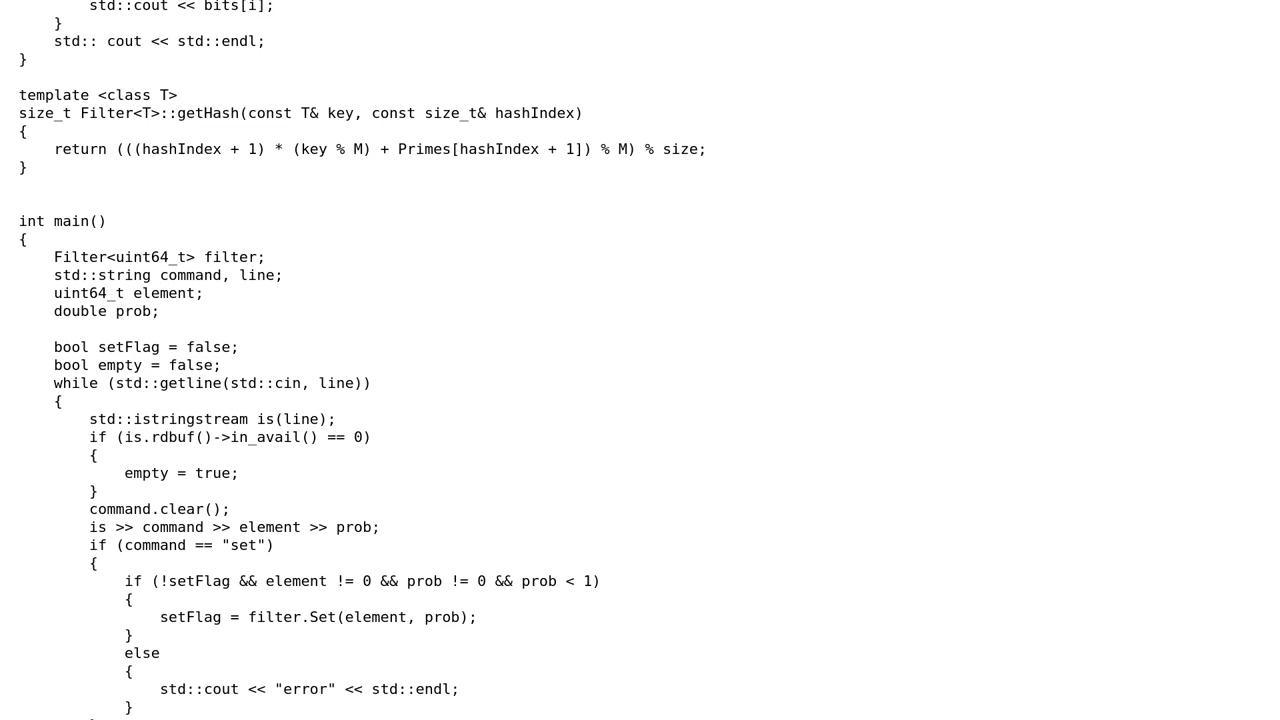 std::cout << bits[i];
    }
    std:: cout << std::endl;
}

template <class T>
size_t Filter<T>::getHash(const T& key, const size_t& hashIndex)
{
    return (((hashIndex + 1) * (key % M) + Primes[hashIndex + 1]) % M) % size;
}


int main()
{
    Filter<uint64_t> filter;
    std::string command, line;
    uint64_t element;
    double prob;

    bool setFlag = false;
    bool empty = false;
    while (std::getline(std::cin, line))
    {
        std::istringstream is(line);
        if (is.rdbuf()->in_avail() == 0)
        {
            empty = true;
        }
        command.clear();
        is >> command >> element >> prob;
        if (command == "set")
        {
            if (!setFlag && element != 0 && prob != 0 && prob < 1)
            {
                setFlag = filter.Set(element, prob);
            }
            else
            {
                std::cout << "error" << std::endl;
            }